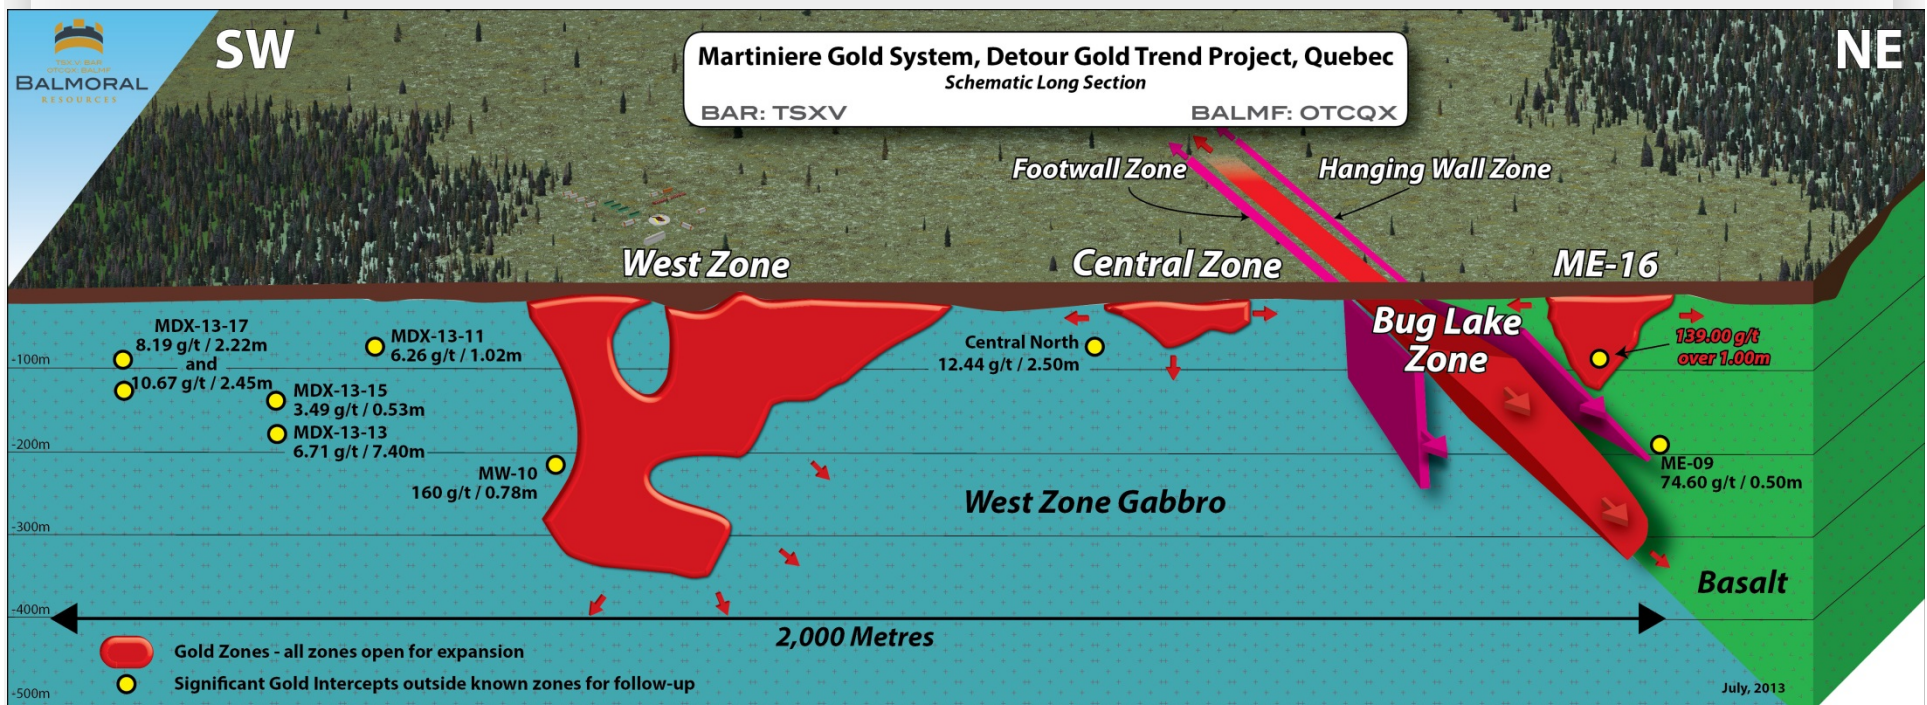 SW
NE
TSXV:BAR
OTCQX:BALMF
BALMORAL
RESOURCES
Martiniere Gold System, Detour Gold Trend Project, Quebec
Schematic Long Section
BAR: TSXV BALMF: OTCQX
Footwall Zone
Hanging Wall Zone
West Zone
Central Zone
ME-16
MDX-13-17
8.19 g/t / 2.22m
and
10.67 g/t / 2.45m
MDX-13-11
6.26 g/t / 1.02m
MDX-13-15
3.49 g/t / 0.53m
MDX-13-13
6.71 g/t / 7.40m
MW-10
160 g/t / 0.78m
Central North
12.44 g/t / 2.50m
Bug Lake
Zone
139.00 g/t
over 1.00m
ME-09
74.60 g/t / 0.50m
West Zone Gabbro
Basalt
-100m
-200m
-300m
-400m
-500m
2,000 Metres
Gold Zones - all zones open for expansion
Significant Gold Intercepts outside known zones for follow-up
July, 2013